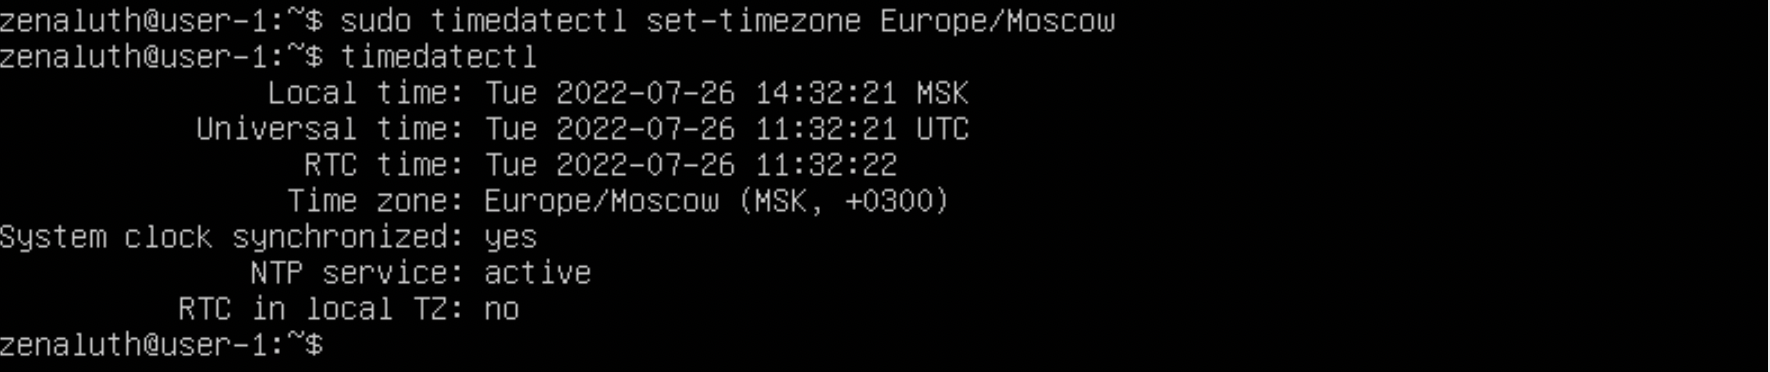 zenaluth@user-1:~$ sudo timedatectl set-timezone Europe/Moscow
zenaluth@user-1:~$ timedatectl
Local time: Tue 2022-07-26 14:32:21 MSK
Universal time: Tue 2022-07-26 11:32:21 UTC
RTC time: Tue 2022-07-26 11:32:22
Time zone: Europe/Moscow (MSK, +0300)
System clock synchronized: yes
NTP service: active
RTC in local TZ: no
zenaluth@user-1:~$